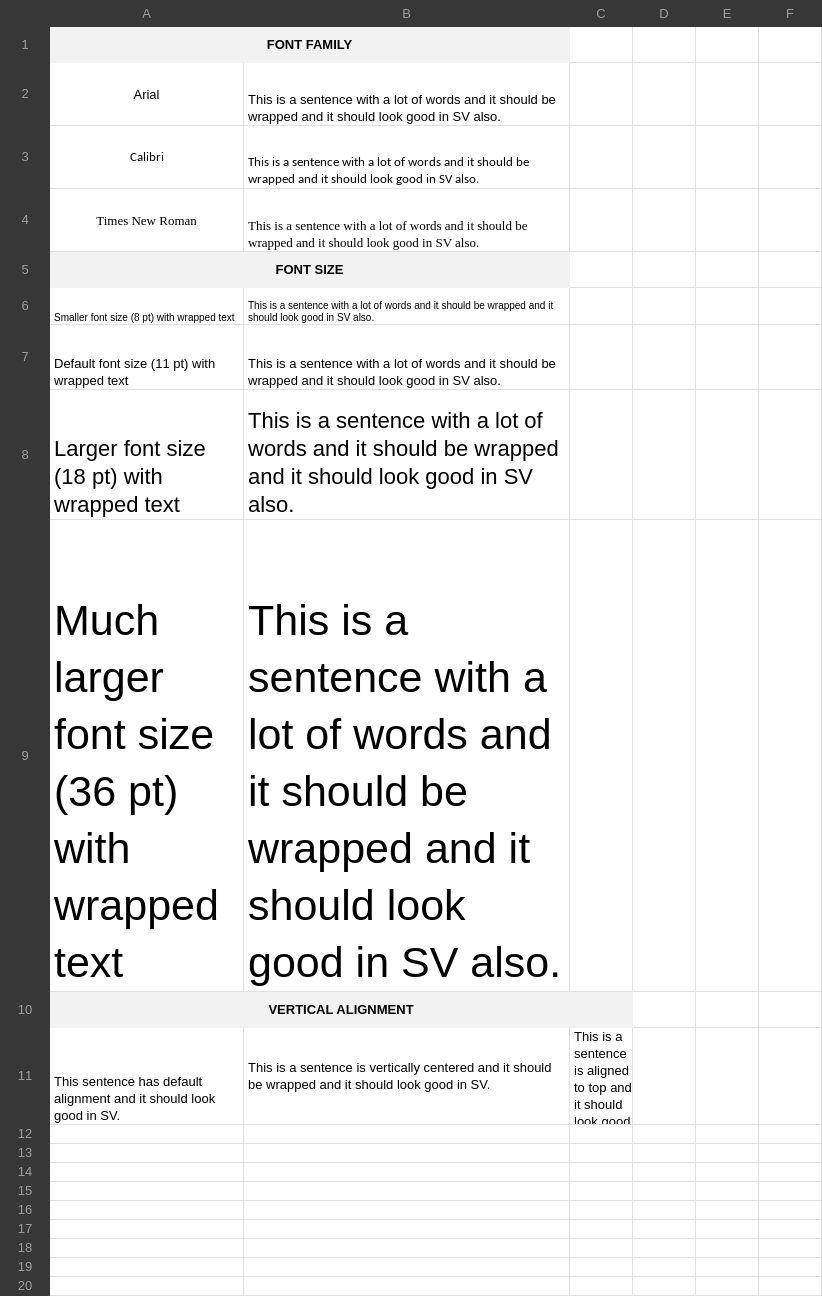 A B C D E F
1 FONT FAMILY
2 Arial This is a sentence with a lot of words and it should be
wrapped and it should look good in SV also.
3 Calibri This is a sentence with a lot of words and it should be
wrapped and it should look good in SV also.
4 Times New Roman This is a sentence with a lot of words and it should be
wrapped and it should look good in SV also.
5 FONT SIZE
6 Smaller font size (8 pt) with wrapped text
This is a sentence with a lot of words and it should be wrapped and it
should look good in SV also.
7 Default font size (11 pt) with
wrapped text
This is a sentence with a lot of words and it should be
wrapped and it should look good in SV also.
8 Larger font size
(18 pt) with
wrapped text
This is a sentence with a lot of
words and it should be wrapped
and it should look good in SV
also.
9 Much
larger
font size
(36 pt)
with
wrapped
text
This is a
sentence with a
lot of words and
it should be
wrapped and it
should look
good in SV also.
10 VERTICAL ALIGNMENT
11 This sentence has default
alignment and it should look
good in SV.
This is a sentence is vertically centered and it should
be wrapped and it should look good in SV.
This is a
sentence
is aligned
to top and
it should
look good
12
13
14
15
16
17
18
19
20